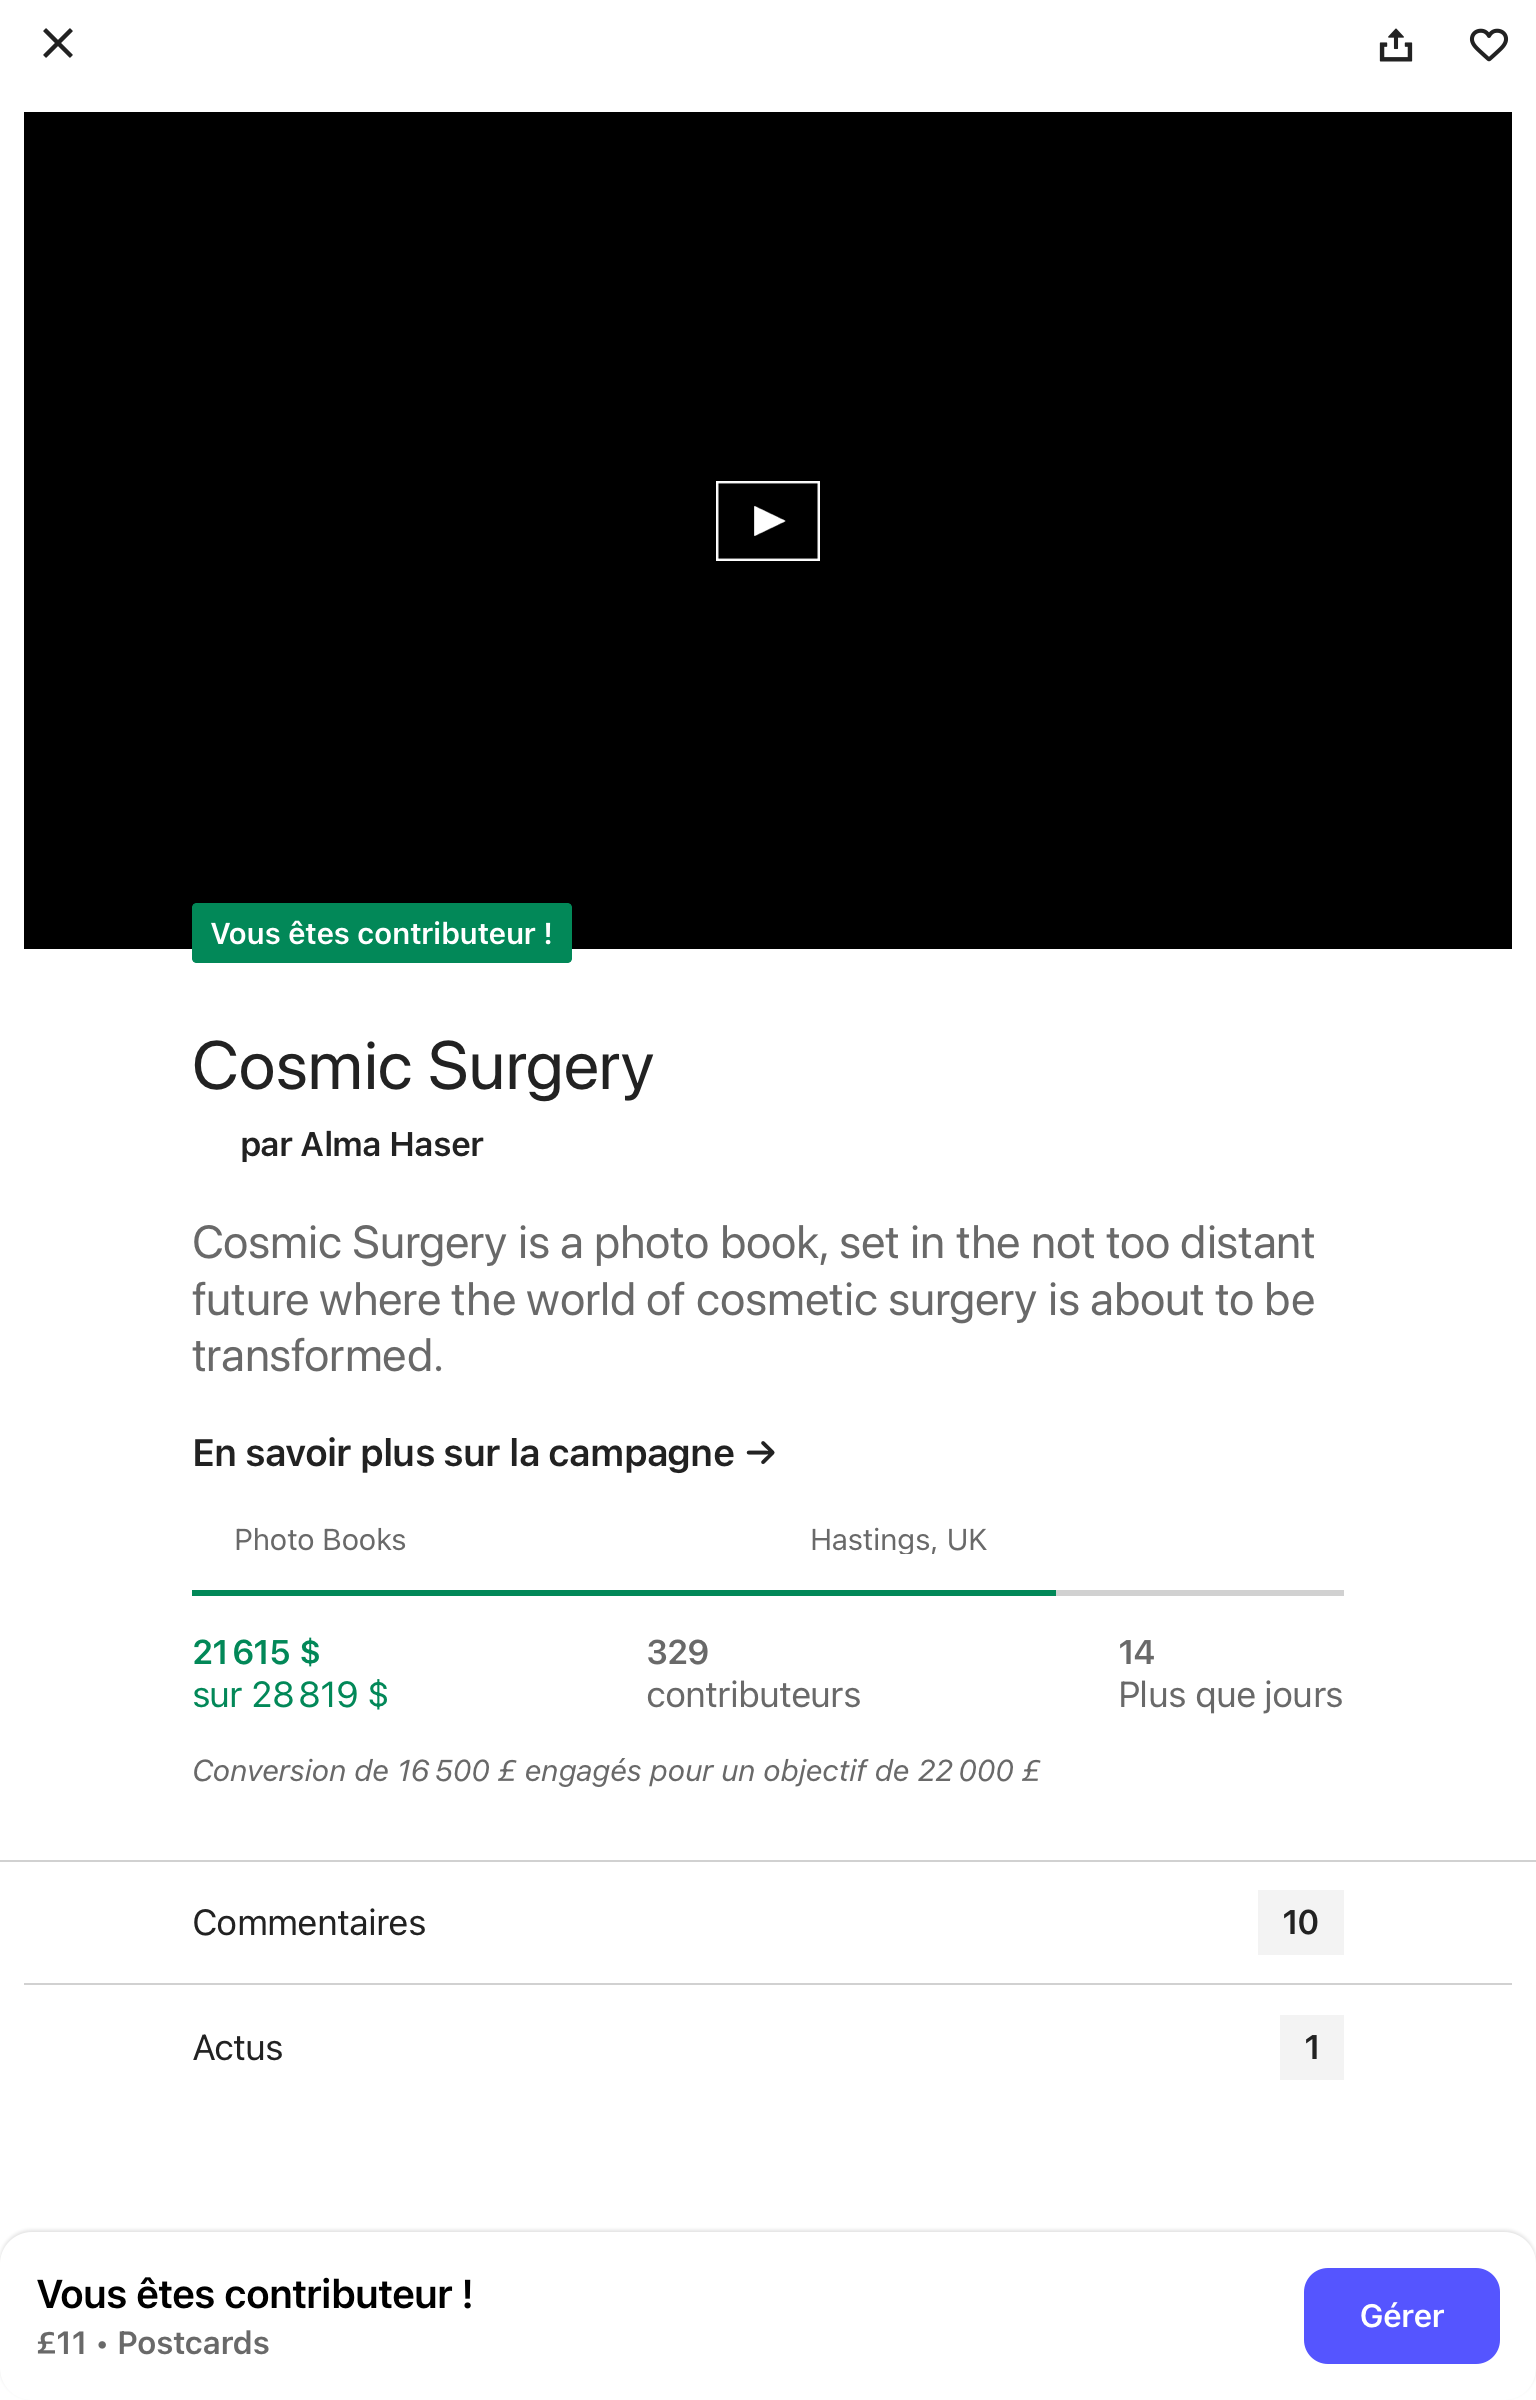 Vous êtes contributeur !
Cosmic Surgery
par Alma Haser
Cosmic Surgery is a photo book, set in the not too distant
future where the world of cosmetic surgery is about to be
transformed.
En savoir plus sur la campagne →
Photo Books
Hastings, UK
21 615 $
sur 28 819 $
329
contributeurs
14
Plus que jours
Conversion de 16 500 £ engagés pour un objectif de 22 000 £
Commentaires
10
Actus
1
Vous êtes contributeur !
£11 • Postcards
Gérer